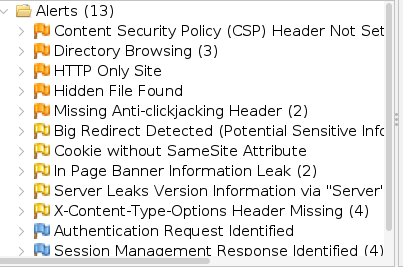 Alerts (13)
Content Security Policy (CSP) Header Not Set
Directory Browsing (3)
HTTP Only Site
Hidden File Found
Missing Anti-clickjacking Header (2)
Big Redirect Detected (Potential Sensitive
Cookie without SameSite Attribute
In Page Banner Information Leak (2)
Server Leaks Version Information via "Server"
X-Content-Type-Options Header Missing (4)
Authentication Request Identified
Session Management Response Identified (4)